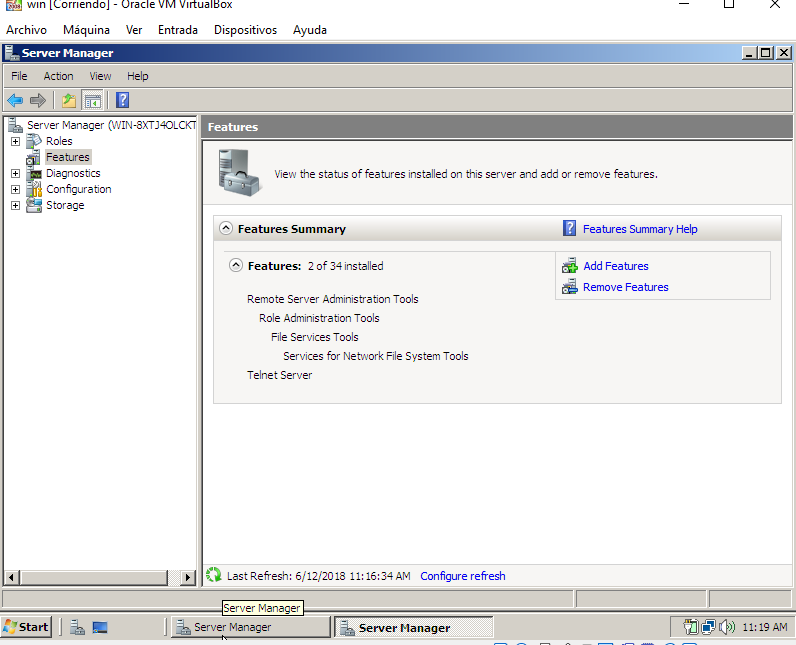 win [Corriendo] - Oracle VM VirtualBox
Archivo Máquina Ver Entrada Dispositivos Ayuda
Server Manager
File Action View Help
Server Manager (WIN-8XTJ4OLCKT
Roles
Features
Diagnostics
Configuration
Storage
Features
View the status of features installed on this server and add or remove features.
Features Summary
Features Summary Help
Features: 2 of 34 installed
Add Features
Remove Features
Remote Server Administration Tools
Role Administration Tools
File Services Tools
Services for Network File System Tools
Telnet Server
Last Refresh: 6/12/2018 11:16:34 AM Configure refresh
Server Manager
Start Server Manager Server Manager 11:19 AM